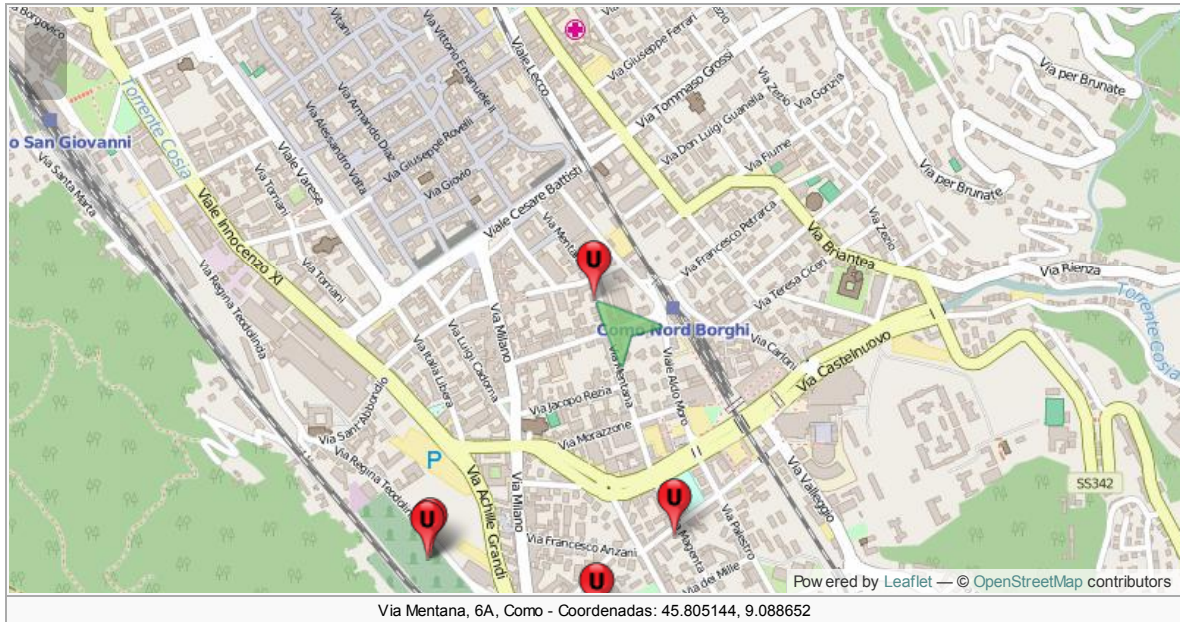 a Borgovico
Torrente Cosia
Via Vitani
Via Vittorio Emanuele II
Viale Lecco
Via Giuseppe Ferrari
Via Tommaso Grossi
Via Zezio
Via Gonzia
Via per Brunate
o San Giovanni
Via Santa Marta
Viale Varese
Via Alessandro Volta
Via Armando Diaz
Via Giuseppe Rovelli
Via Giovio
Viale Cesare Battisti
Via Don Luigi Guanella
Via Fiume
Via per Brunate
Via Torriani
Viale Innocenzo XI
Via Torriani
Via Regina Teodolinda
Via Mentana
Via Francesco Petrarca
Via Zezio
Via Briantea
Via Teresa Ciceri
Via Rienza
Torrente Cosia
U
Como Nord Borghi
Via Milano
Via Luigi Cadorna
Via Italia Libera
Via Mentana
Viale Aldo Moro
Via Carloni
Via Castelnuovo
Via Jacopo Rezia
Via Morazzone
Via Sant'Abbondio
Via Regina Teodolinda
P
Via Achille Grandi
Via Milano
Via Valleggio
SS342
U
U
Via Francesco Anzani
Via Magenta
Via Palestro
Via dei Mille
U
Powered by Leaflet — © OpenStreetMap contributors
Via Mentana, 6A, Como - Coordenadas: 45.805144, 9.088652